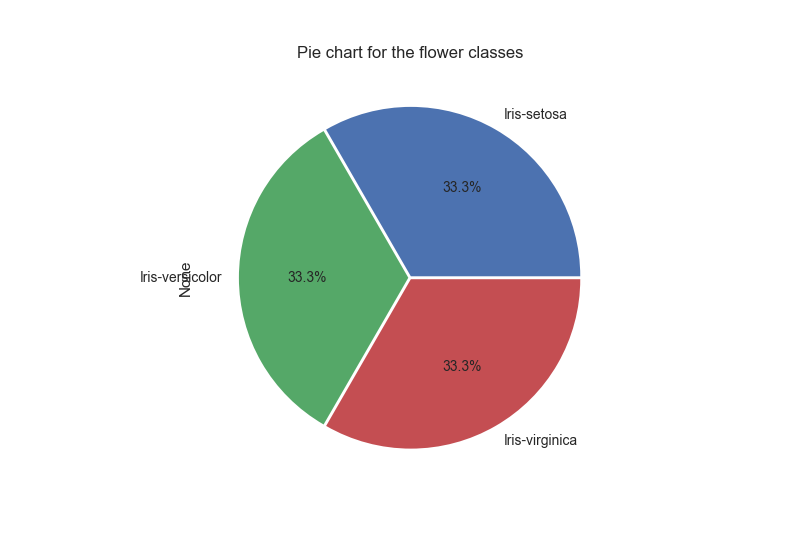 Pie chart for the flower classes
Iris-setosa
33.3%
Iris-versicolor
None
33.3%
33.3%
Iris-virginica